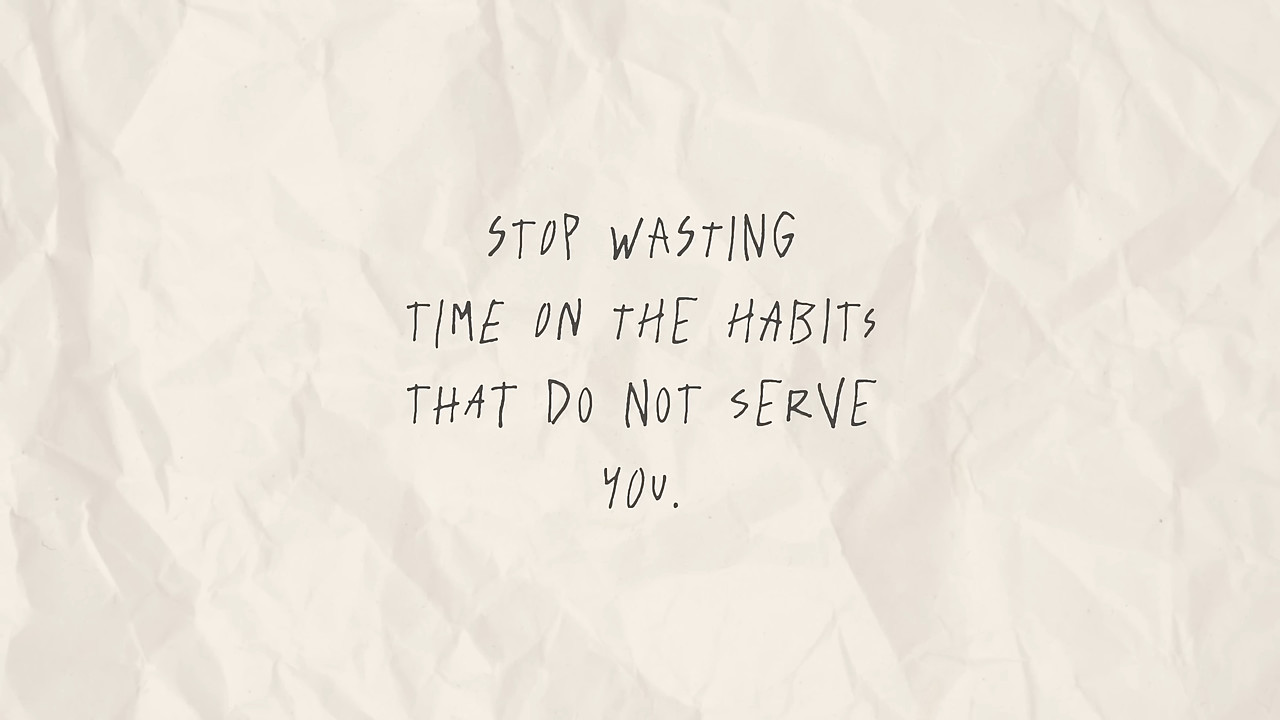 STOP WASTING
TIME ON THE HABITS
THAT DO NOT SERVE
YOU.